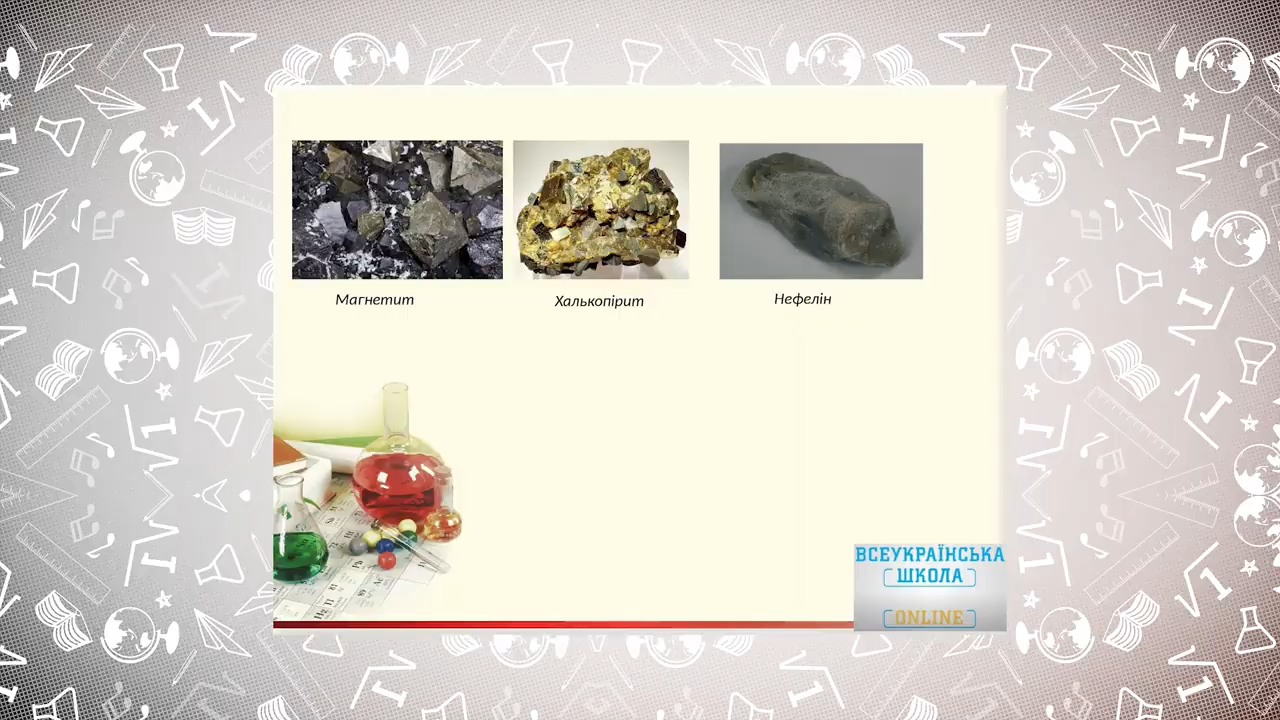 Магнетит
Халькопірит
Нефелін
ВСЕУКРАЇНСЬКА
ШКОЛА
ONLINE